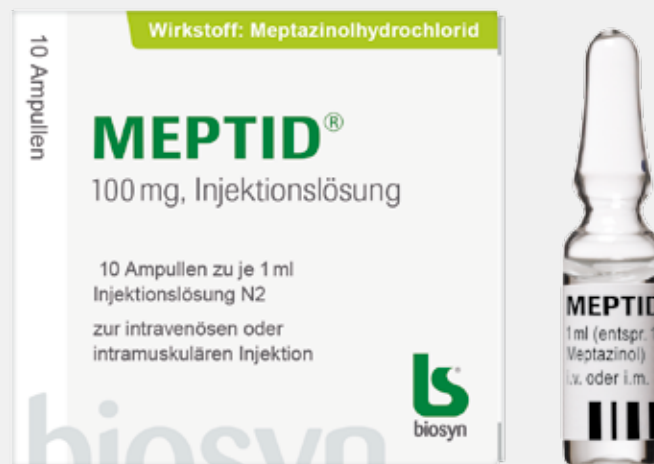 10 Ampullen
Wirkstoff: Meptazinolhydrochlorid
MEPTID®
100 mg, Injektionslösung
10 Ampullen zu je 1 ml
Injektionslösung N2
zur intravenösen oder
intramuskulären Injektion
biosyn
biosyn
MEPTID
1 ml (entspr.
Meptazinol)
i.v. oder i.m.